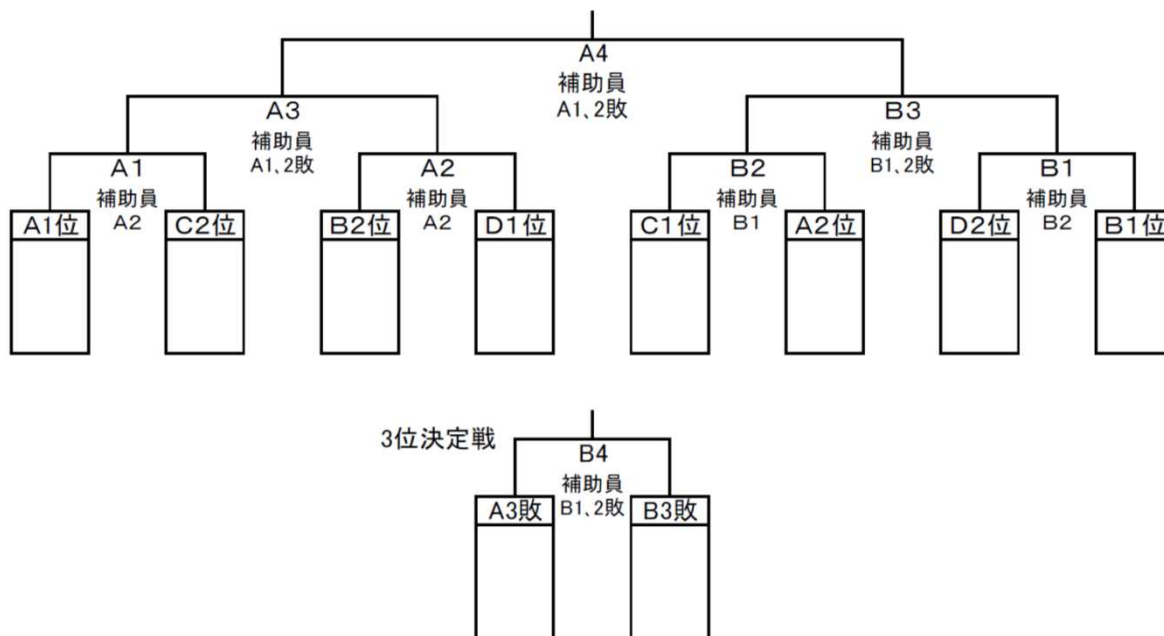 A4
補助員
A1、2敗
A3
補助員
A1、2敗
B3
補助員
B1、2敗
A1
補助員
A2
A2
補助員
A2
B2
補助員
B1
B1
補助員
B2
A1位
C2位
B2位
D1位
C1位
A2位
D2位
B1位
3位決定戦
B4
補助員
B1、2敗
A3敗
B3敗